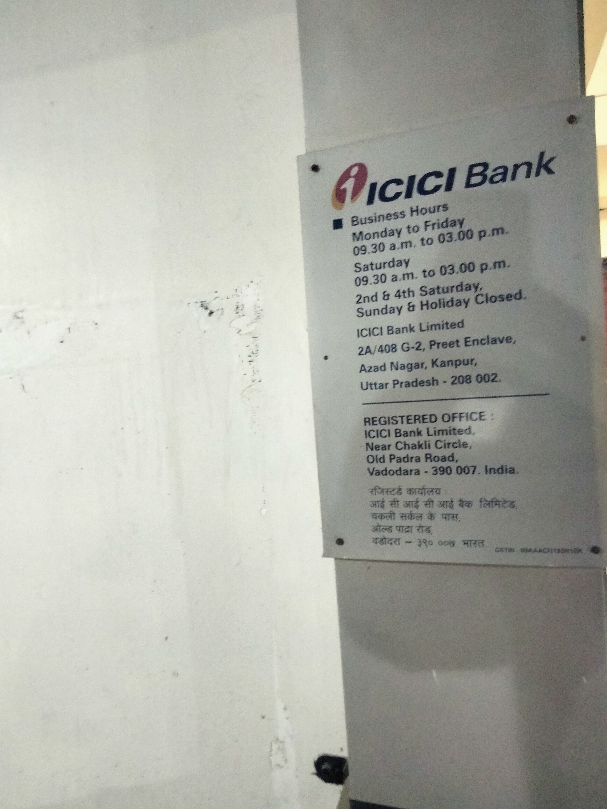 ICICI Bank
Business Hours
Monday to Friday
09.30 a.m. to 03.00 p.m.
Saturday
09.30 a.m. to 03.00 p.m.
2nd & 4th Saturday,
Sunday & Holiday Closed.
ICICI Bank Limited
2A/408 G-2, Preet Enclave,
Azad Nagar, Kanpur,
Uttar Pradesh - 208 002.
REGISTERED OFFICE :
ICICI Bank Limited,
Near Chakli Circle,
Old Padra Road,
Vadodara - 390 007. India.
रजिस्टर्ड कार्यालय :
आई सी आई सी आई बैंक लिमिटेड,
चकली सर्कल के पास,
ओल्ड पाद्रा रोड,
वडोदरा – ३९० ००७ भारत